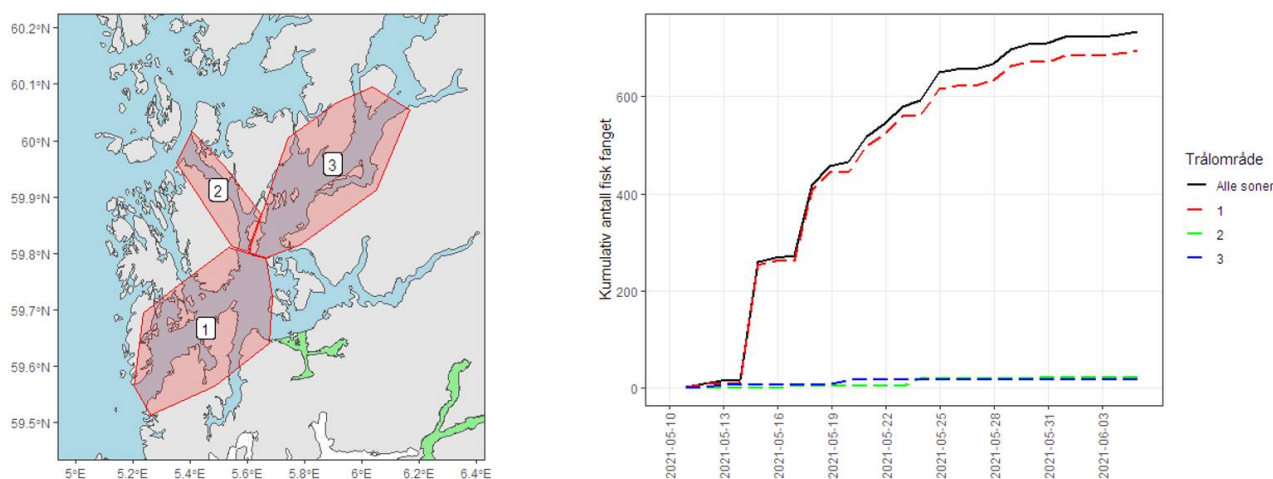 60.2°N
60.1°N
60°N
59.9°N
59.8°N
59.7°N
59.6°N
59.5°N
5°E
5.2°E
5.4°E
5.6°E
5.8°E
6°E
6.2°E
6.4°E
1
2
3
Kumulativ antall fisk fanget
600
400
200
0
2021-05-10
2021-05-13
2021-05-16
2021-05-19
2021-05-22
2021-05-25
2021-05-28
2021-05-31
2021-06-03
Trålområde
Alle soner
1
2
3